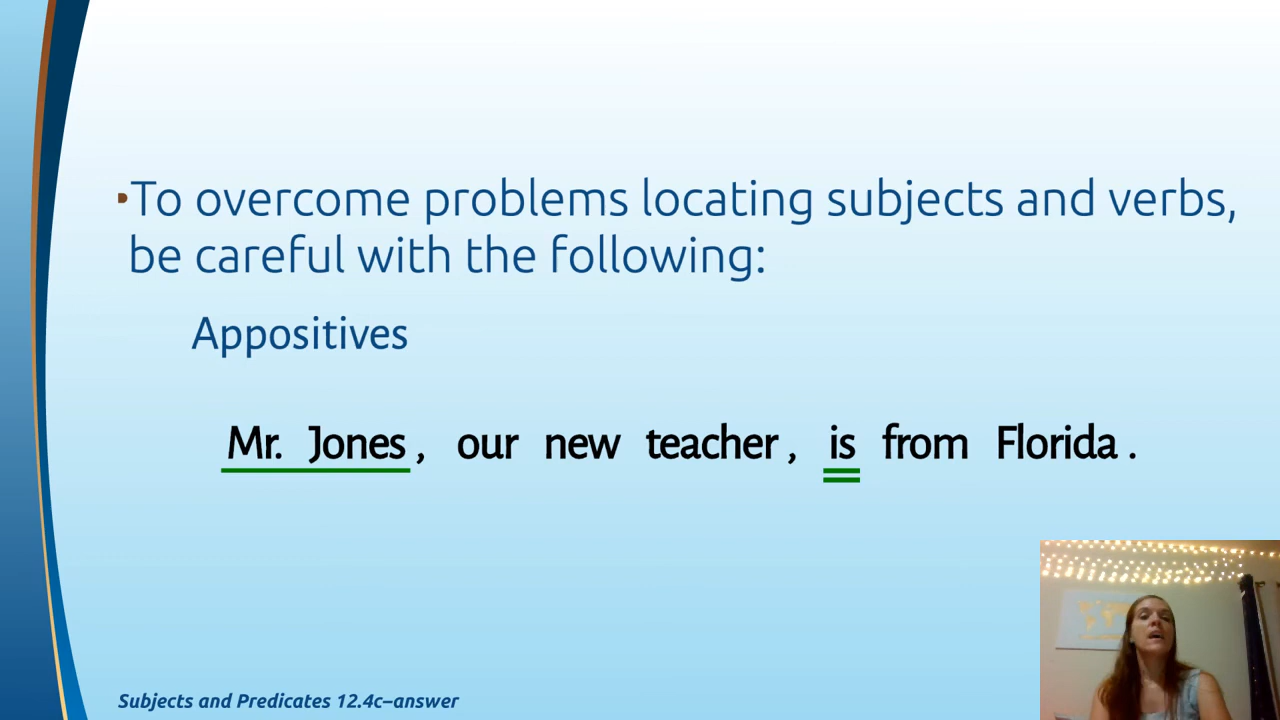 •To overcome problems locating subjects and verbs,
be careful with the following:
Appositives
Mr. Jones, our new teacher, is from Florida.
Subjects and Predicates 12.4c–answer